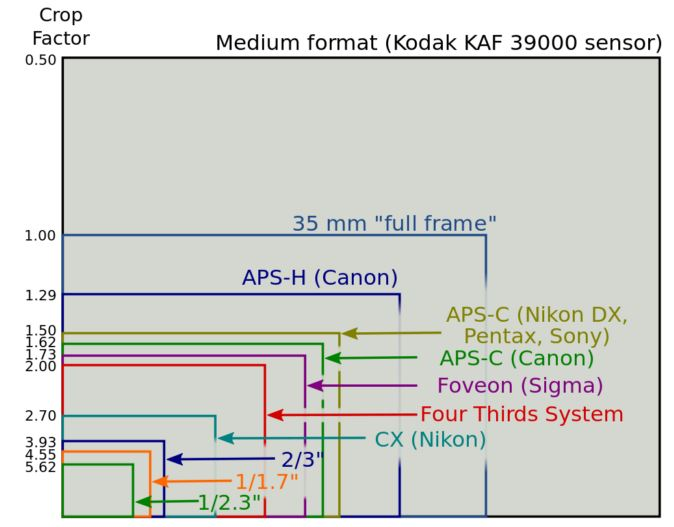 Crop
Factor
Medium format (Kodak KAF 39000 sensor)
0.50
35 mm "full frame"
1.00
APS-H (Canon)
1.29
APS-C (Nikon DX,
Pentax, Sony)
1.50
1.62
APS-C (Canon)
1.73
2.00
Foveon (Sigma)
Four Thirds System
2.70
CX (Nikon)
3.93
2/3"
4.55
5.62
1/1.7"
1/2.3"